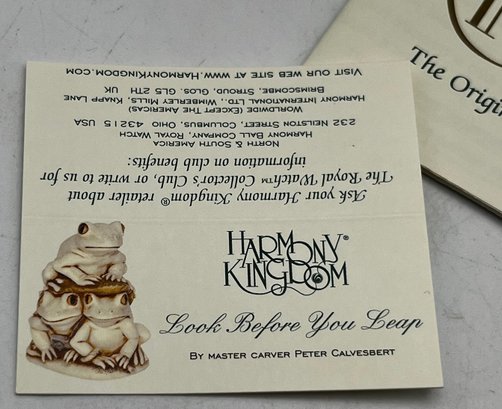 HARMONY®
KINGDOM
Look Before You Leap
BY MASTER CARVER PETER CALVESBERT
Ask your Harmony Kingdom® retailer about
The Royal Watch™ Collector's Club, or write to us for
information on club benefits:
NORTH & SOUTH AMERICA
HARMONY BALL COMPANY, ROYAL WATCH
232 NEILSTON STREET, COLUMBUS, OHIO 43215 USA
WORLDWIDE (EXCEPT THE AMERICAS)
HARMONY INTERNATIONAL LTD., WIMBERLEY MILLS, KNAPP LANE
BRIMSCOMBE, STROUD, GLOS. GL5 2TH UK
VISIT OUR WEB SITE AT WWW.HARMONYKINGDOM.COM
The Origi